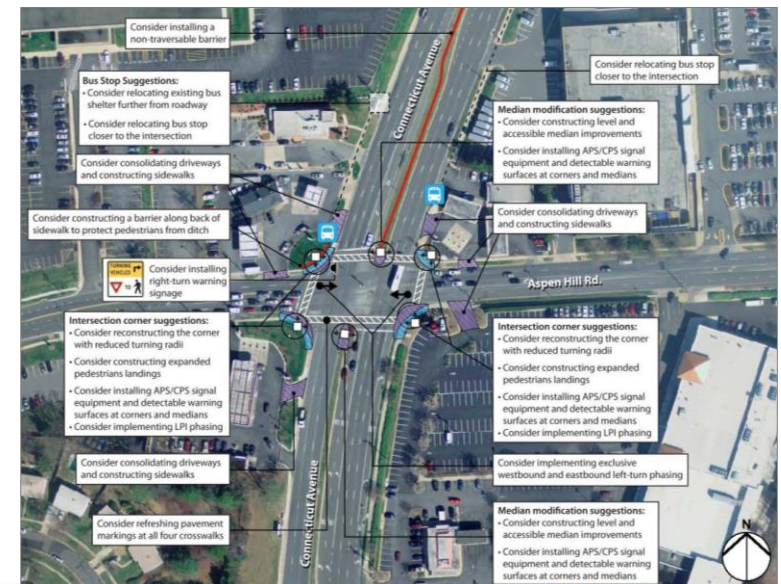 Consider installing a
non-traversable barrier
Connecticut Avenue
Consider relocating bus stop
closer to the intersection
Bus Stop Suggestions:
• Consider relocating existing bus
shelter further from roadway
• Consider relocating bus stop
closer to the intersection
Median modification suggestions:
• Consider constructing level and
accessible median improvements
• Consider installing APS/CPS signal
equipment and detectable warning
surfaces at corners and medians
Consider consolidating driveways
and constructing sidewalks
Consider constructing a barrier along back of
sidewalk to protect pedestrians from ditch
Consider consolidating driveways
and constructing sidewalks
TURNING
VEHICLES
TO
Consider installing
right-turn warning
signage
Aspen Hill Rd.
Intersection corner suggestions:
• Consider reconstructing the corner
with reduced turning radii
• Consider constructing expanded
pedestrians landings
• Consider installing APS/CPS signal
equipment and detectable warning
surfaces at corners and medians
• Consider implementing LPI phasing
Intersection corner suggestions:
• Consider reconstructing the corner
with reduced turning radii
• Consider constructing expanded
pedestrians landings
• Consider installing APS/CPS signal
equipment and detectable warning
surfaces at corners and medians
• Consider implementing LPI phasing
Consider consolidating driveways
and constructing sidewalks
Consider implementing exclusive
westbound and eastbound left-turn phasing
Connecticut Avenue
Consider refreshing pavement
markings at all four crosswalks
Median modification suggestions:
• Consider constructing level and
accessible median improvements
• Consider installing APS/CPS signal
equipment and detectable warning
surfaces at corners and medians
N